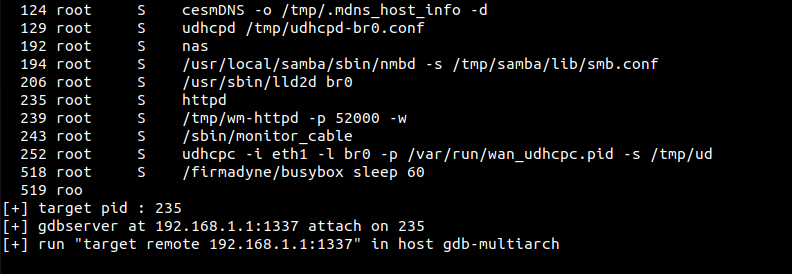 124 root S cesmDNS -o /tmp/.mdns_host_info -d
129 root S udhcpd /tmp/udhcpd-br0.conf
192 root S nas
194 root S /usr/local/samba/sbin/nmbd -s /tmp/samba/lib/smb.conf
206 root S /usr/sbin/lld2d br0
235 root S httpd
239 root S /tmp/wm-httpd -p 52000 -w
243 root S /sbin/monitor_cable
252 root S udhcpc -i eth1 -l br0 -p /var/run/wan_udhcpc.pid -s /tmp/ud
518 root S /firmadyne/busybox sleep 60
519 roo
[+] target pid : 235
[+] gdbserver at 192.168.1.1:1337 attach on 235
[+] run "target remote 192.168.1.1:1337" in host gdb-multiarch